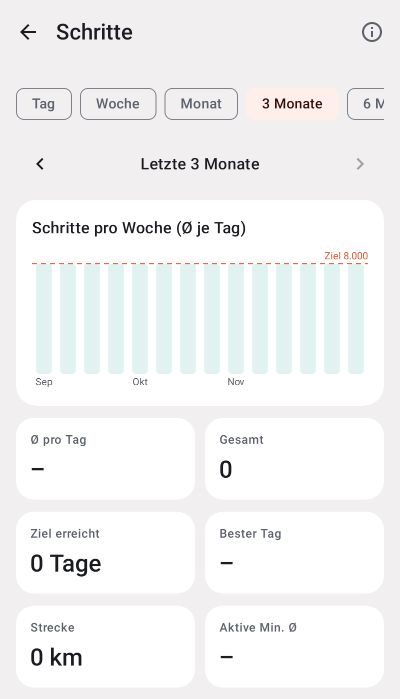 Schritte
Tag
Woche
Monat
3 Monate
6 M
Letzte 3 Monate
Schritte pro Woche (Ø je Tag)
Ziel 8.000
Sep
Okt
Nov
Ø pro Tag
–
Gesamt
0
Ziel erreicht
0 Tage
Bester Tag
–
Strecke
0 km
Aktive Min. Ø
–